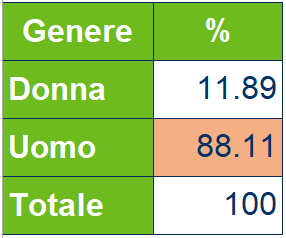 Genere %
Donna 11.89
Uomo 88.11
Totale 100